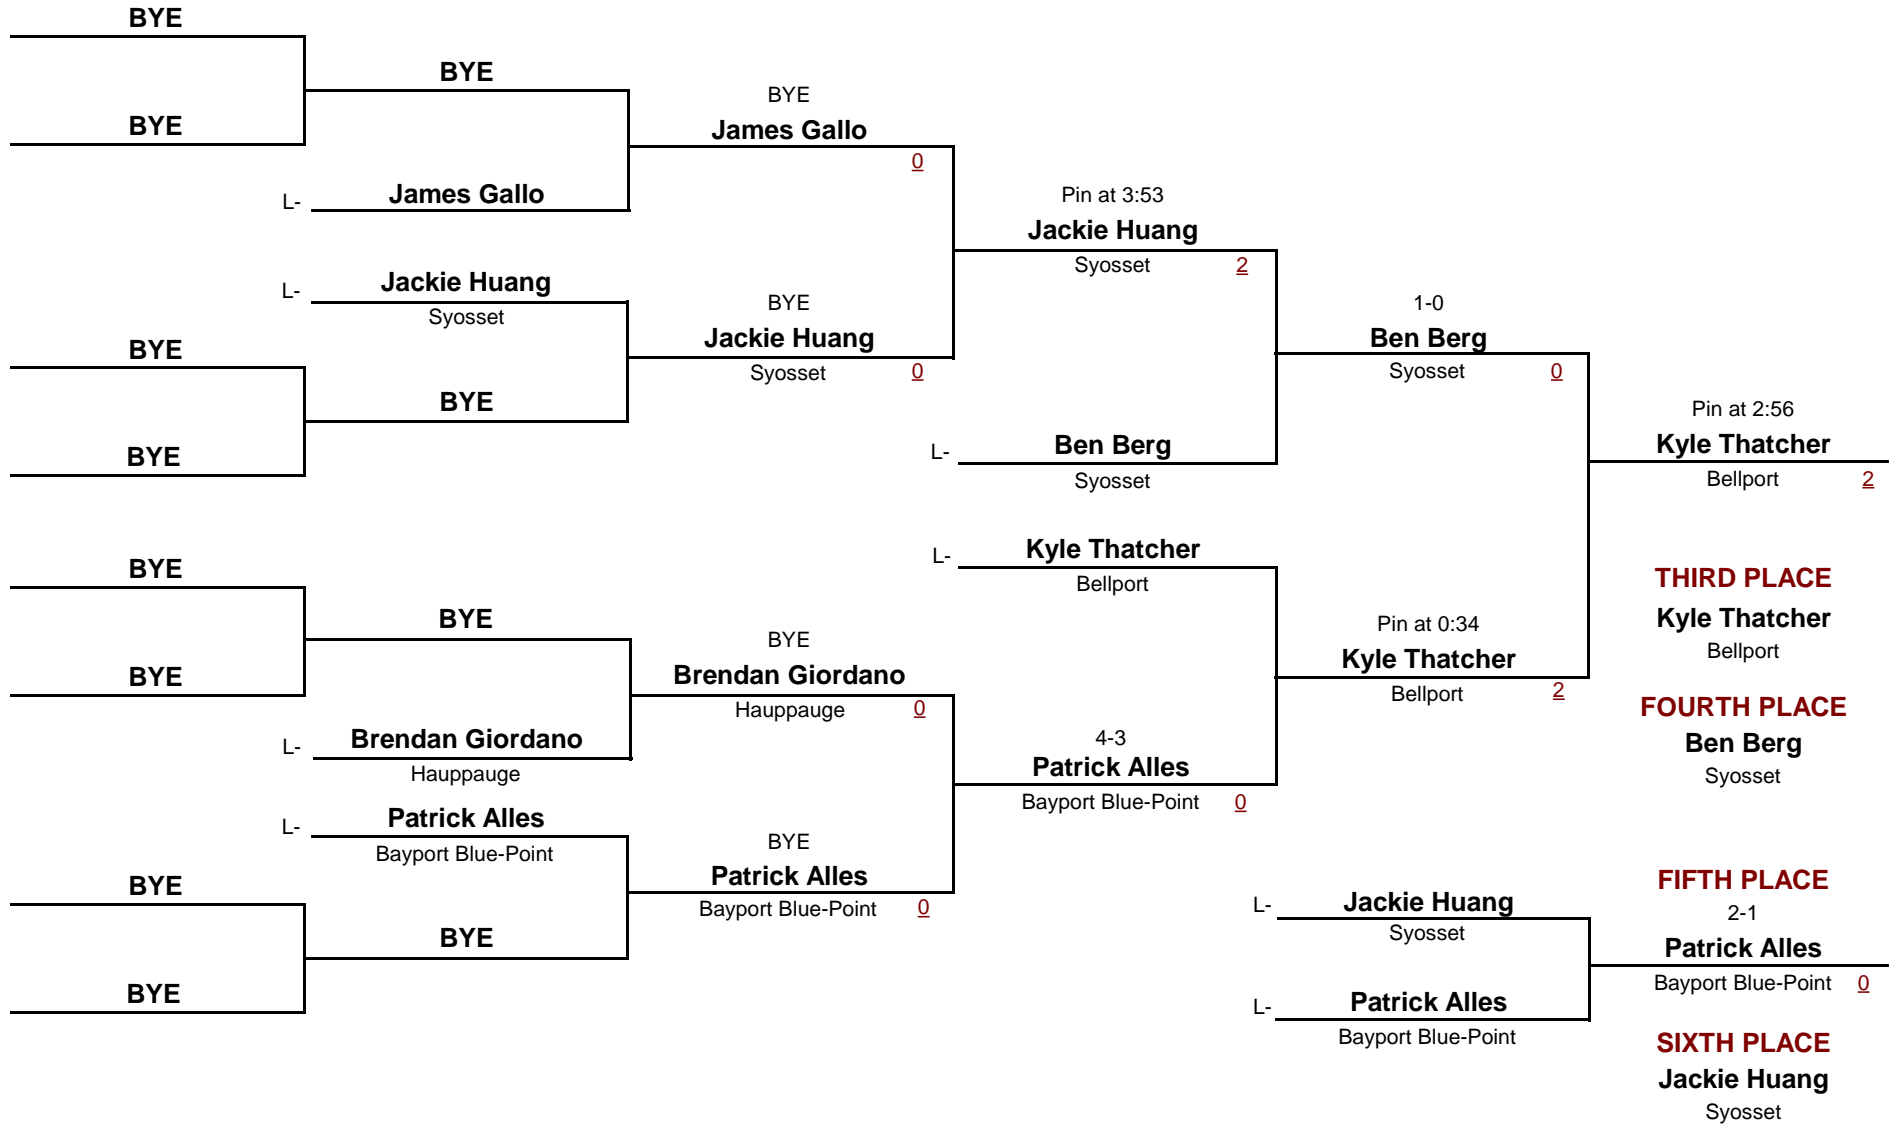 BYE
BYE
BYE
BYE
James Gallo
0
L- James Gallo
Pin at 3:53
Jackie Huang
Syosset 2
L- Jackie Huang
Syosset
BYE
Jackie Huang
Syosset 0
1-0
Ben Berg
Syosset 0
BYE
BYE
BYE
Pin at 2:56
Kyle Thatcher
Bellport 2
L- Ben Berg
Syosset
L- Kyle Thatcher
Bellport
BYE
BYE
BYE
BYE
Brendan Giordano
Hauppauge 0
Pin at 0:34
Kyle Thatcher
Bellport 2
THIRD PLACE
Kyle Thatcher
Bellport
FOURTH PLACE
Ben Berg
Syosset
L- Brendan Giordano
Hauppauge
4-3
Patrick Alles
Bayport Blue-Point 0
L- Patrick Alles
Bayport Blue-Point
BYE
Patrick Alles
Bayport Blue-Point 0
BYE
BYE
BYE
L- Jackie Huang
Syosset
FIFTH PLACE
2-1
Patrick Alles
Bayport Blue-Point 0
L- Patrick Alles
Bayport Blue-Point
SIXTH PLACE
Jackie Huang
Syosset